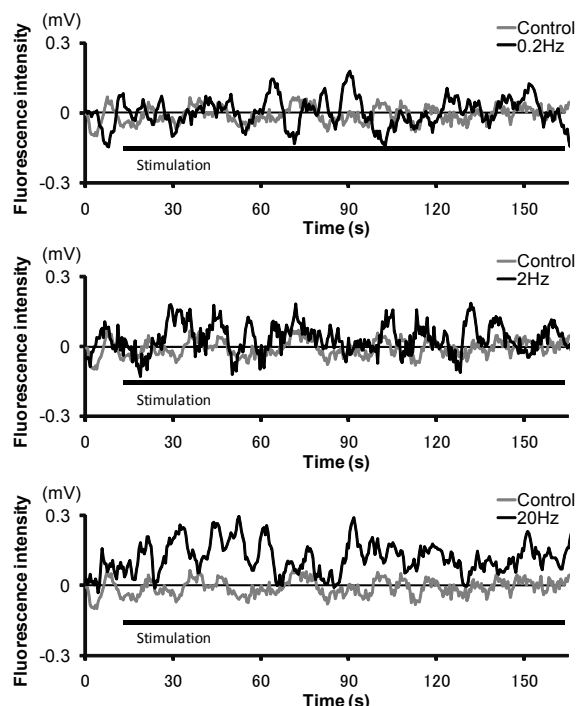 (mV)
Control
0.2Hz
Fluorescence intensity
0.3
0
-0.3
Stimulation
0 30 60 90 120 150
Time (s)
(mV)
Control
2Hz
Fluorescence intensity
0.3
0
-0.3
Stimulation
0 30 60 90 120 150
Time (s)
(mV)
Control
20Hz
Fluorescence intensity
0.3
0
-0.3
Stimulation
0 30 60 90 120 150
Time (s)